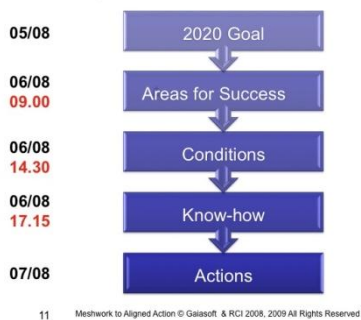 05/08 2020 Goal
06/08
09.00
Areas for Success
06/08
14.30
Conditions
06/08
17.15
Know-how
07/08 Actions
11 Meshwork to Aligned Action © Gaiasoft & RCI 2008, 2009 All Rights Reserved